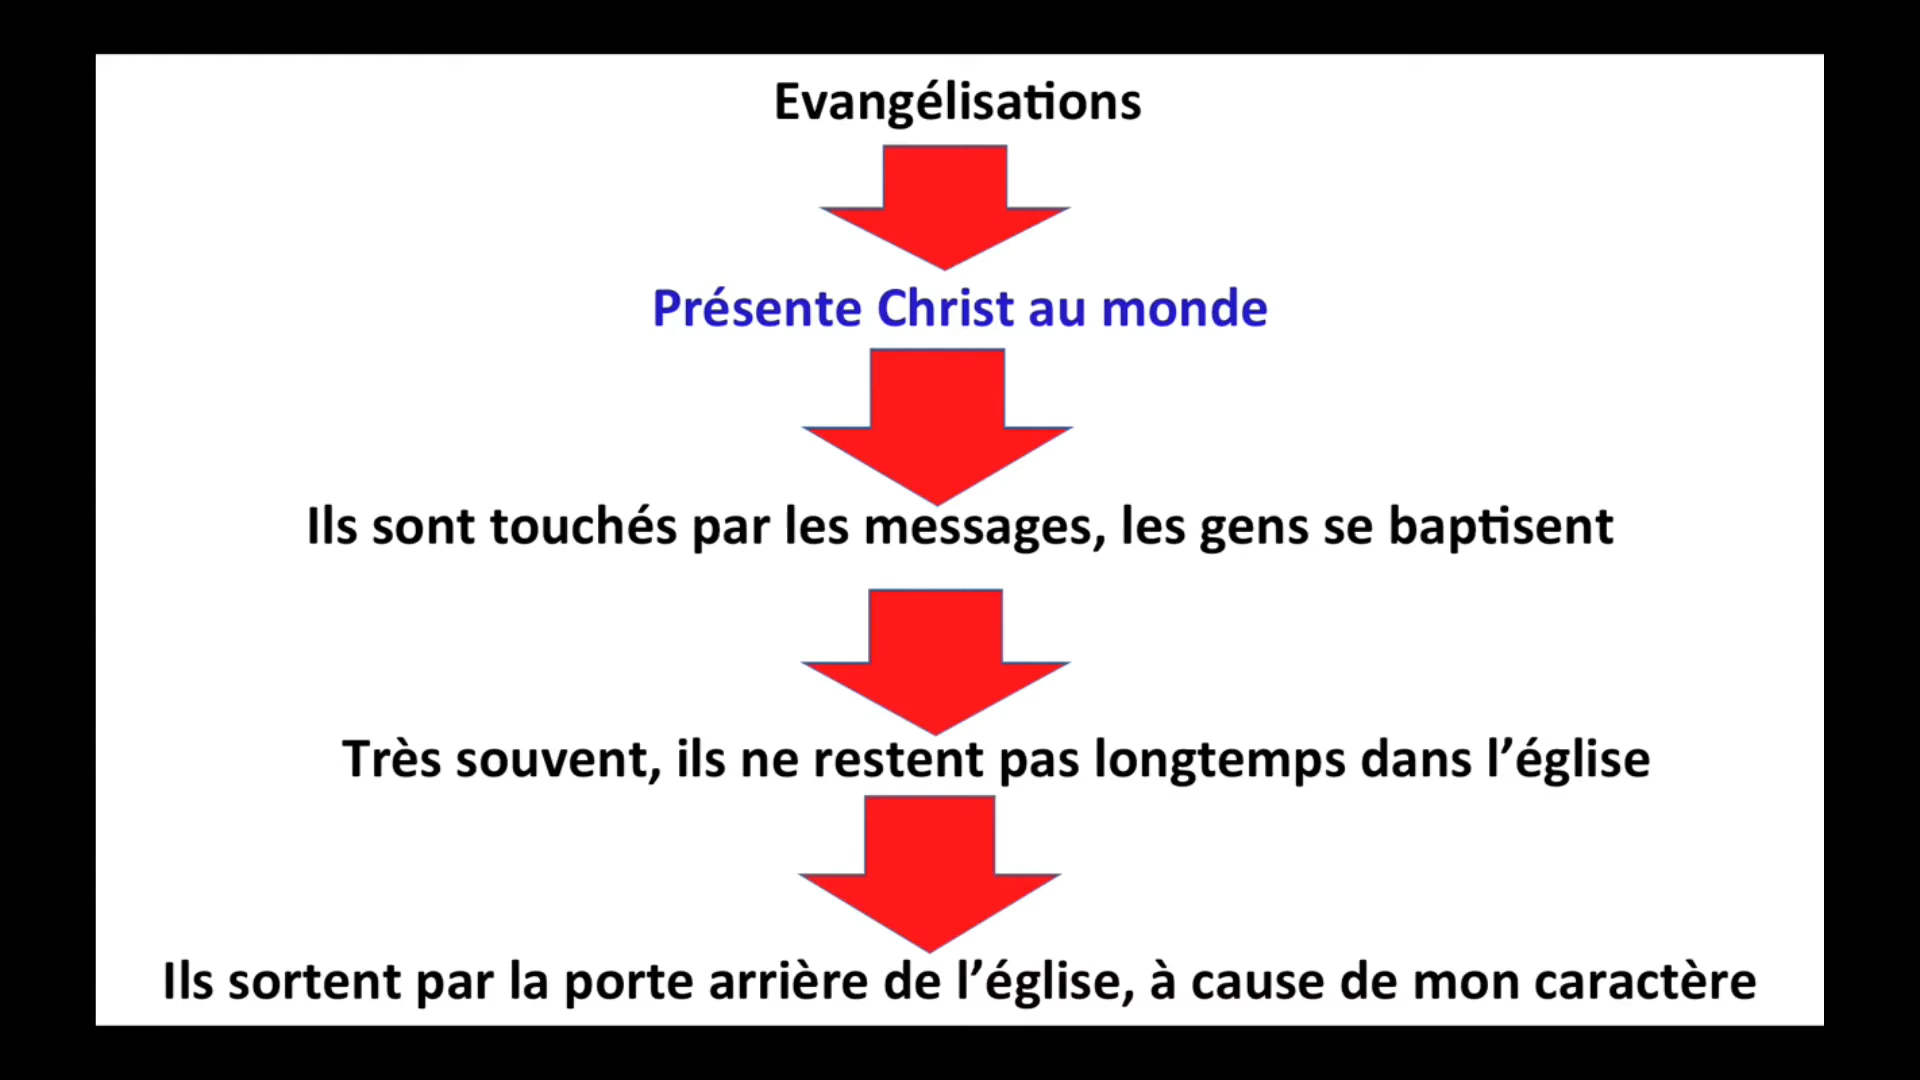 Evangélisations
Présente Christ au monde
Ils sont touchés par les messages, les gens se baptisent
Très souvent, ils ne restent pas longtemps dans l’église
Ils sortent par la porte arrière de l’église, à cause de mon caractère